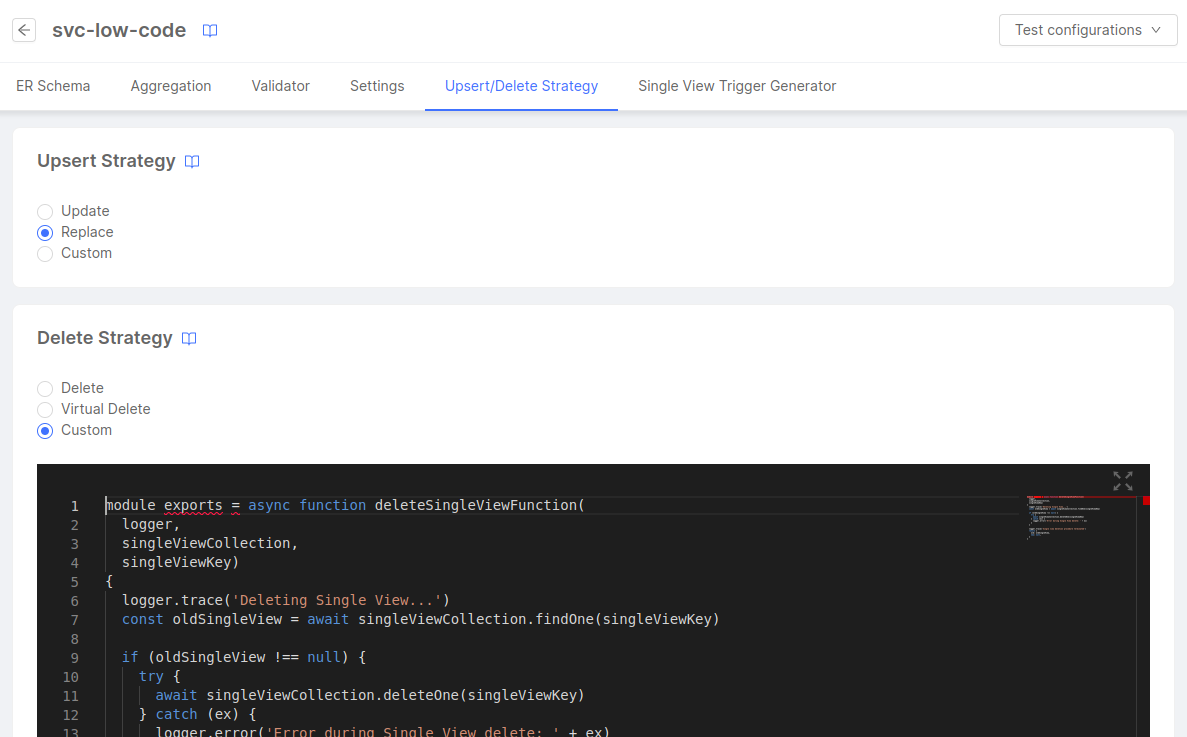 svc-low-code
Test configurations
ER Schema
Aggregation
Validator
Settings
Upsert/Delete Strategy
Single View Trigger Generator
Upsert Strategy
Update
Replace
Custom
Delete Strategy
Delete
Virtual Delete
Custom
1 module exports = async function deleteSingleViewFunction(
2 logger,
3 singleViewCollection,
4 singleViewKey)
5 {
6 logger.trace('Deleting Single View...')
7 const oldSingleView = await singleViewCollection.findOne(singleViewKey)
8
9 if (oldSingleView !== null) {
10 try {
11 await singleViewCollection.deleteOne(singleViewKey)
12 } catch (ex) {
13 logger.error('Error during Single View delete: ' + ex)